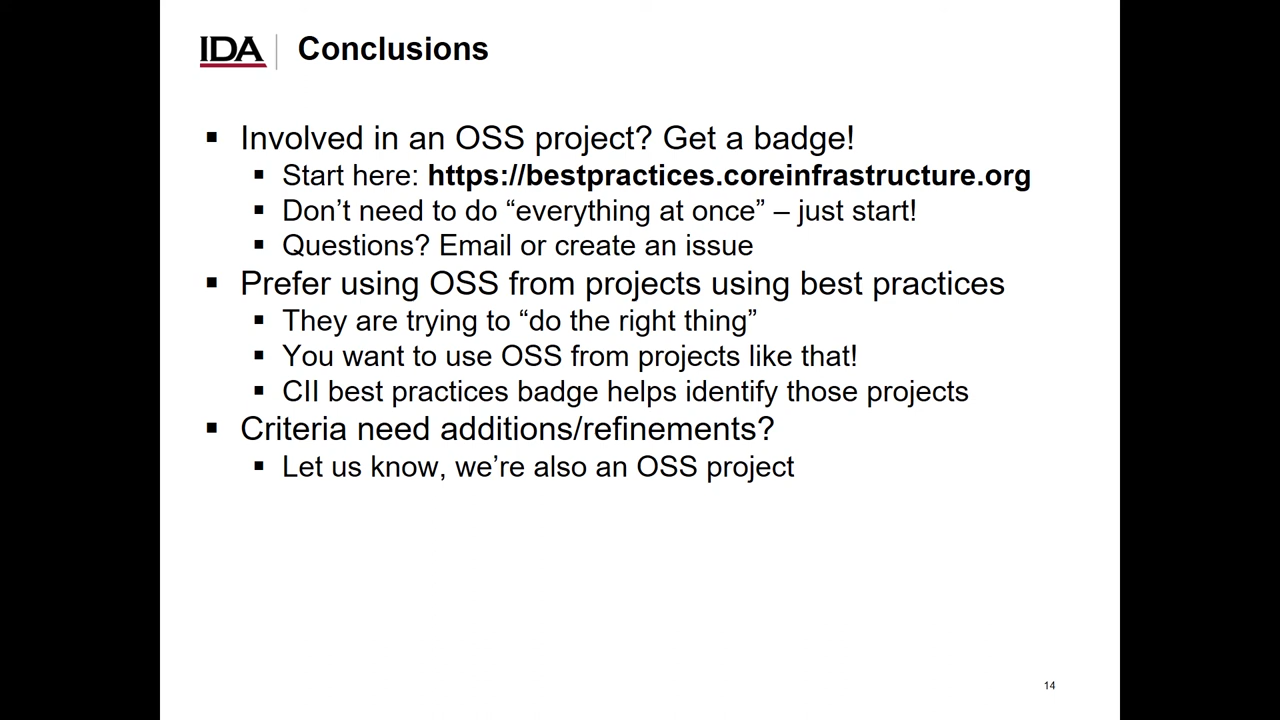 IDA
Conclusions
▪ Involved in an OSS project? Get a badge!
▪ Start here: https://bestpractices.coreinfrastructure.org
▪ Don’t need to do “everything at once” – just start!
▪ Questions? Email or create an issue
▪ Prefer using OSS from projects using best practices
▪ They are trying to “do the right thing”
▪ You want to use OSS from projects like that!
▪ CII best practices badge helps identify those projects
▪ Criteria need additions/refinements?
▪ Let us know, we’re also an OSS project
14